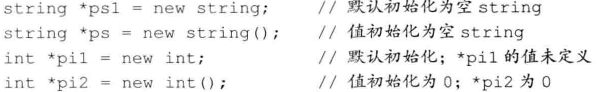 string *ps1 = new string; // 默认初始化为空 string
string *ps = new string(); // 值初始化为空 string
int *pi1 = new int; // 默认初始化；*pi1 的值未定义
int *pi2 = new int(); // 值初始化为 0；*pi2 为 0